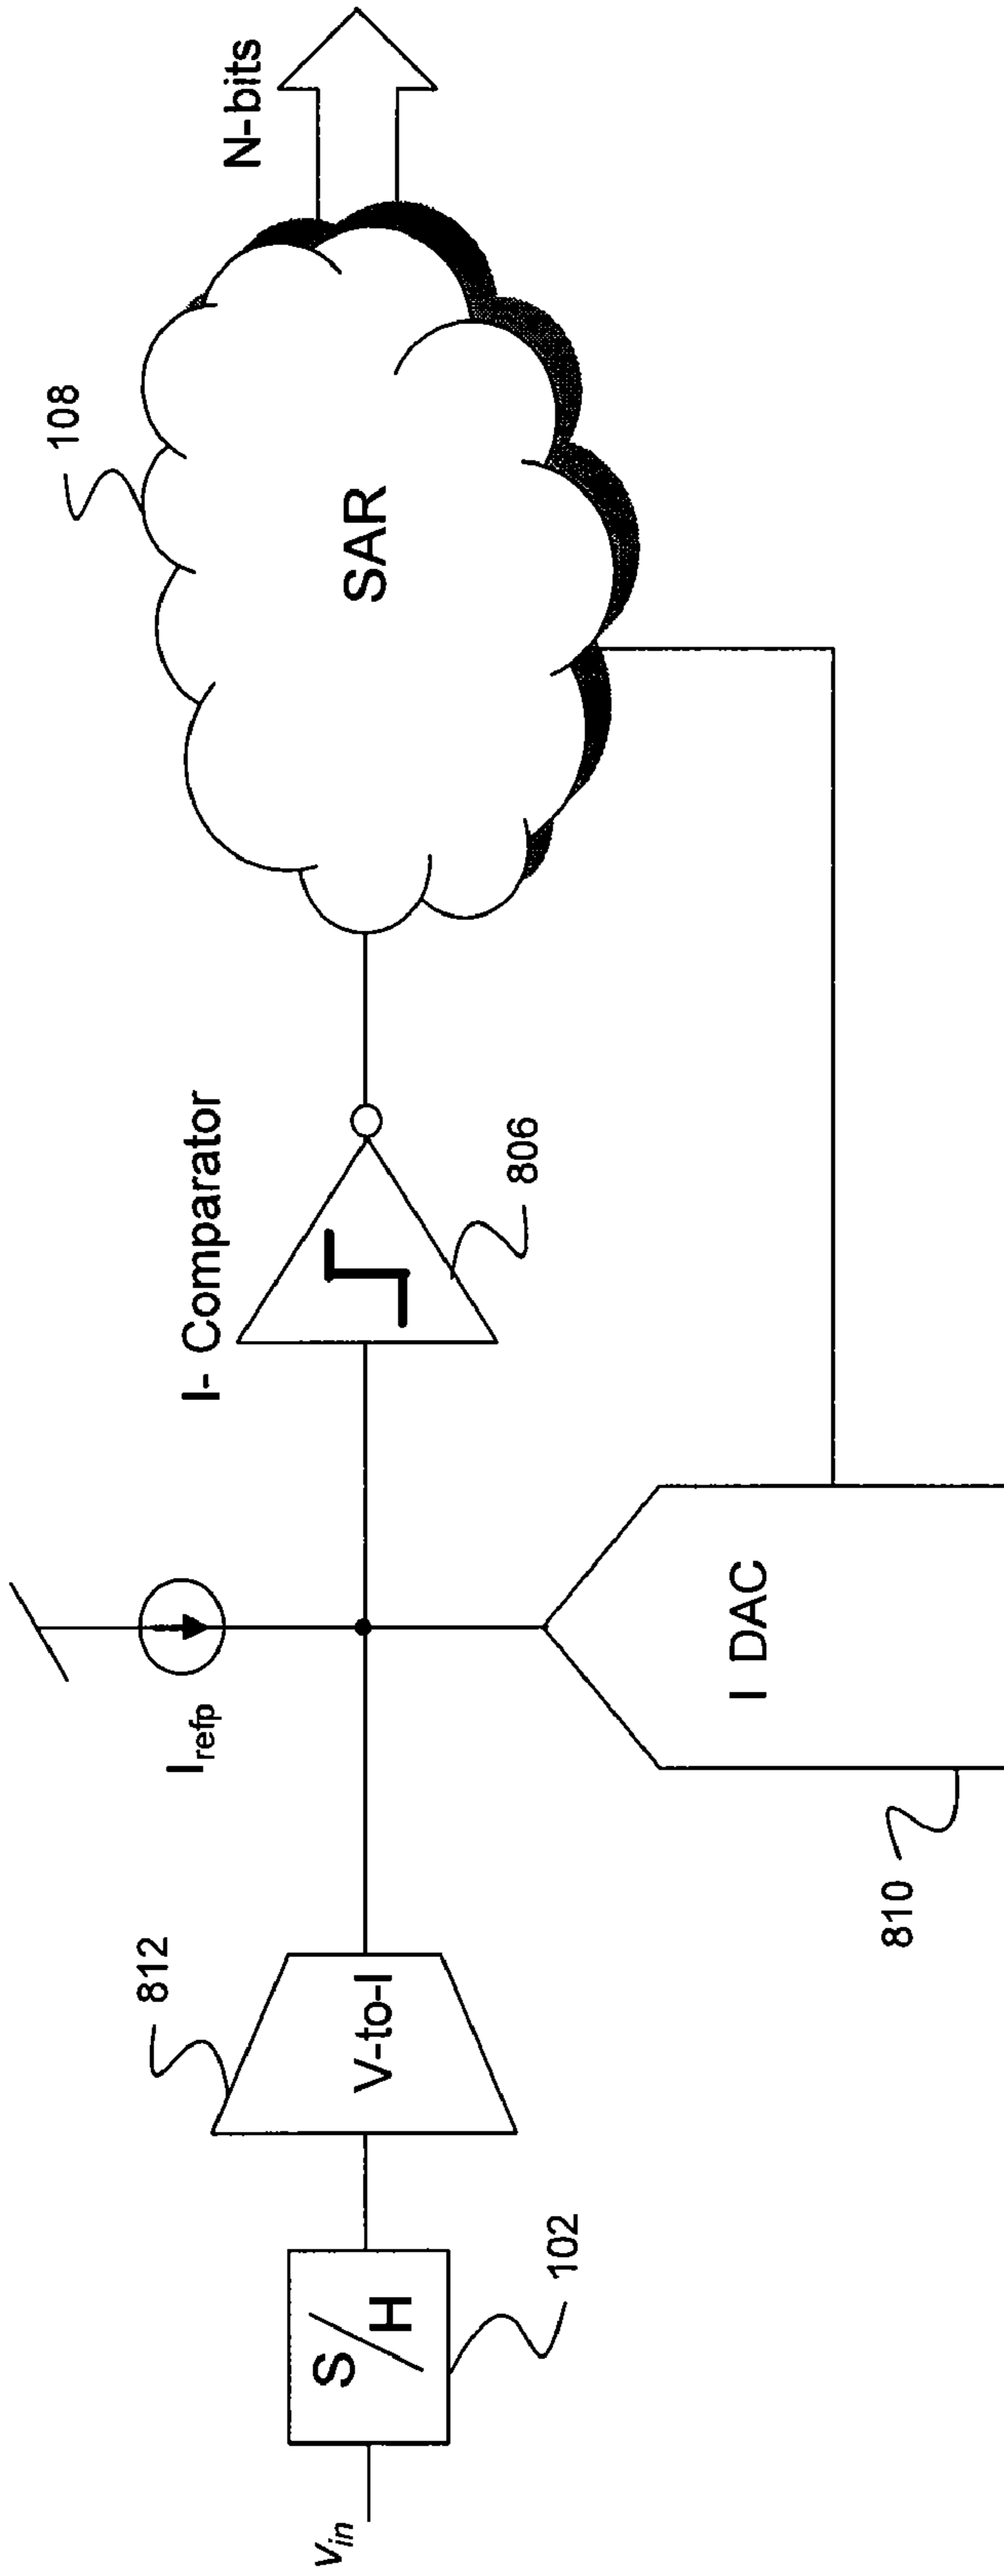 V_in
S/H
102
812
V-to-I
I_refp
810
I DAC
I- Comparator
806
108
SAR
N-bits